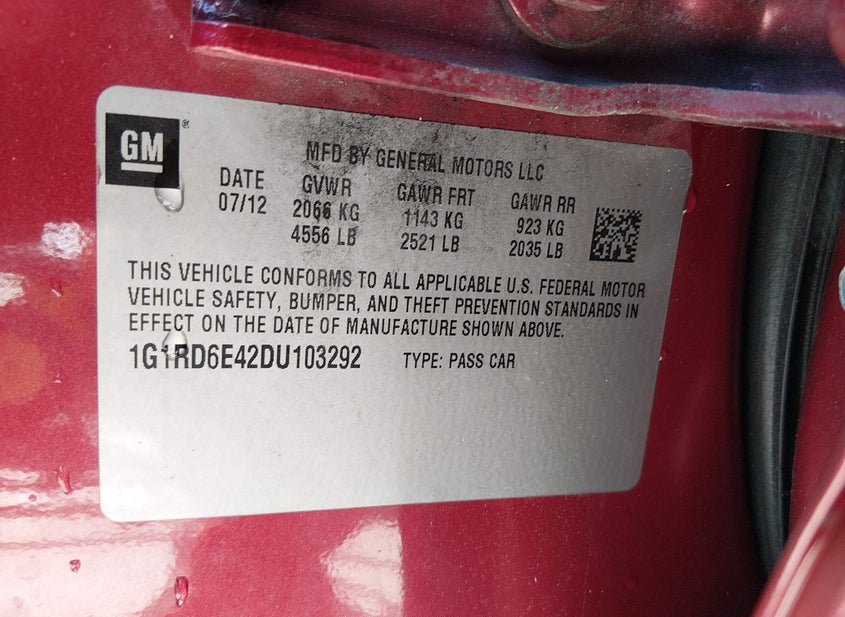 GM ®
MFD BY GENERAL MOTORS LLC
DATE GVWR GAWR FRT GAWR RR
07/12 2066 KG 1143 KG 923 KG
4556 LB 2521 LB 2035 LB
THIS VEHICLE CONFORMS TO ALL APPLICABLE U.S. FEDERAL MOTOR
VEHICLE SAFETY, BUMPER, AND THEFT PREVENTION STANDARDS IN
EFFECT ON THE DATE OF MANUFACTURE SHOWN ABOVE.
1G1RD6E42DU103292 TYPE: PASS CAR